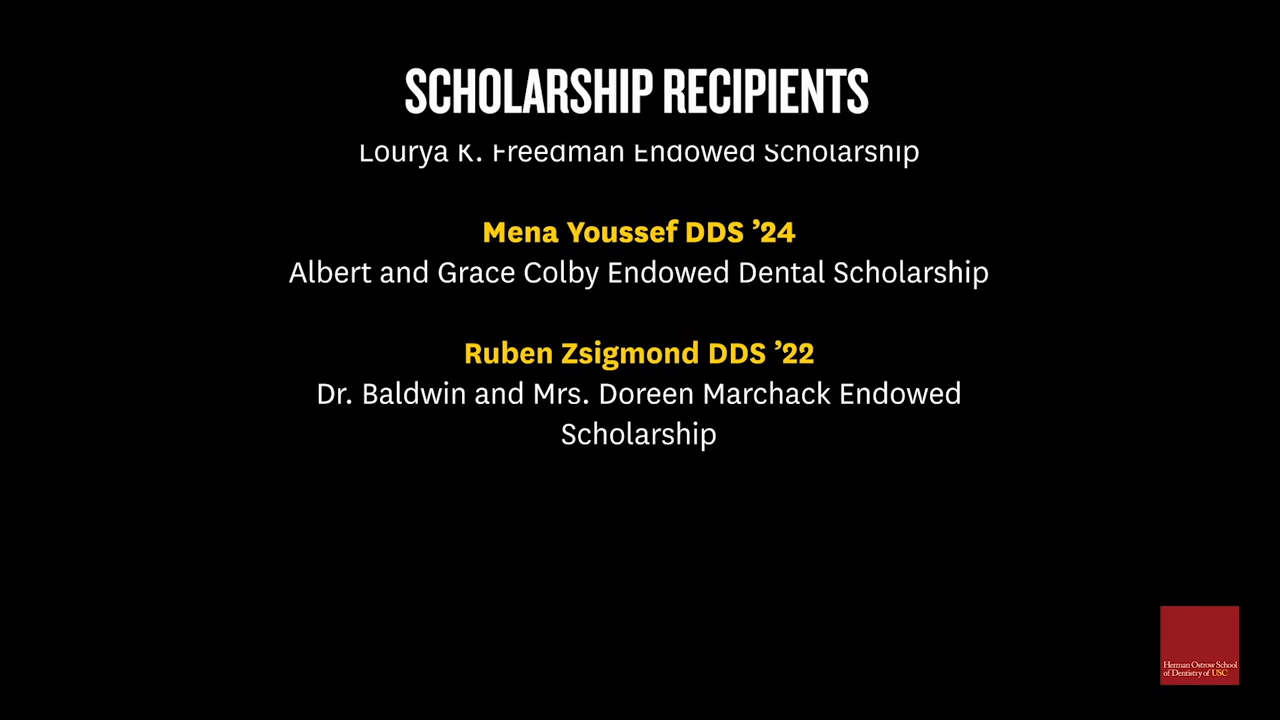 SCHOLARSHIP RECIPIENTS
Lourya K. Freedman Endowed Scholarship
Mena Youssef DDS ’24
Albert and Grace Colby Endowed Dental Scholarship
Ruben Zsigmond DDS ’22
Dr. Baldwin and Mrs. Doreen Marchack Endowed
Scholarship
Herman Ostrow School
of Dentistry of USC